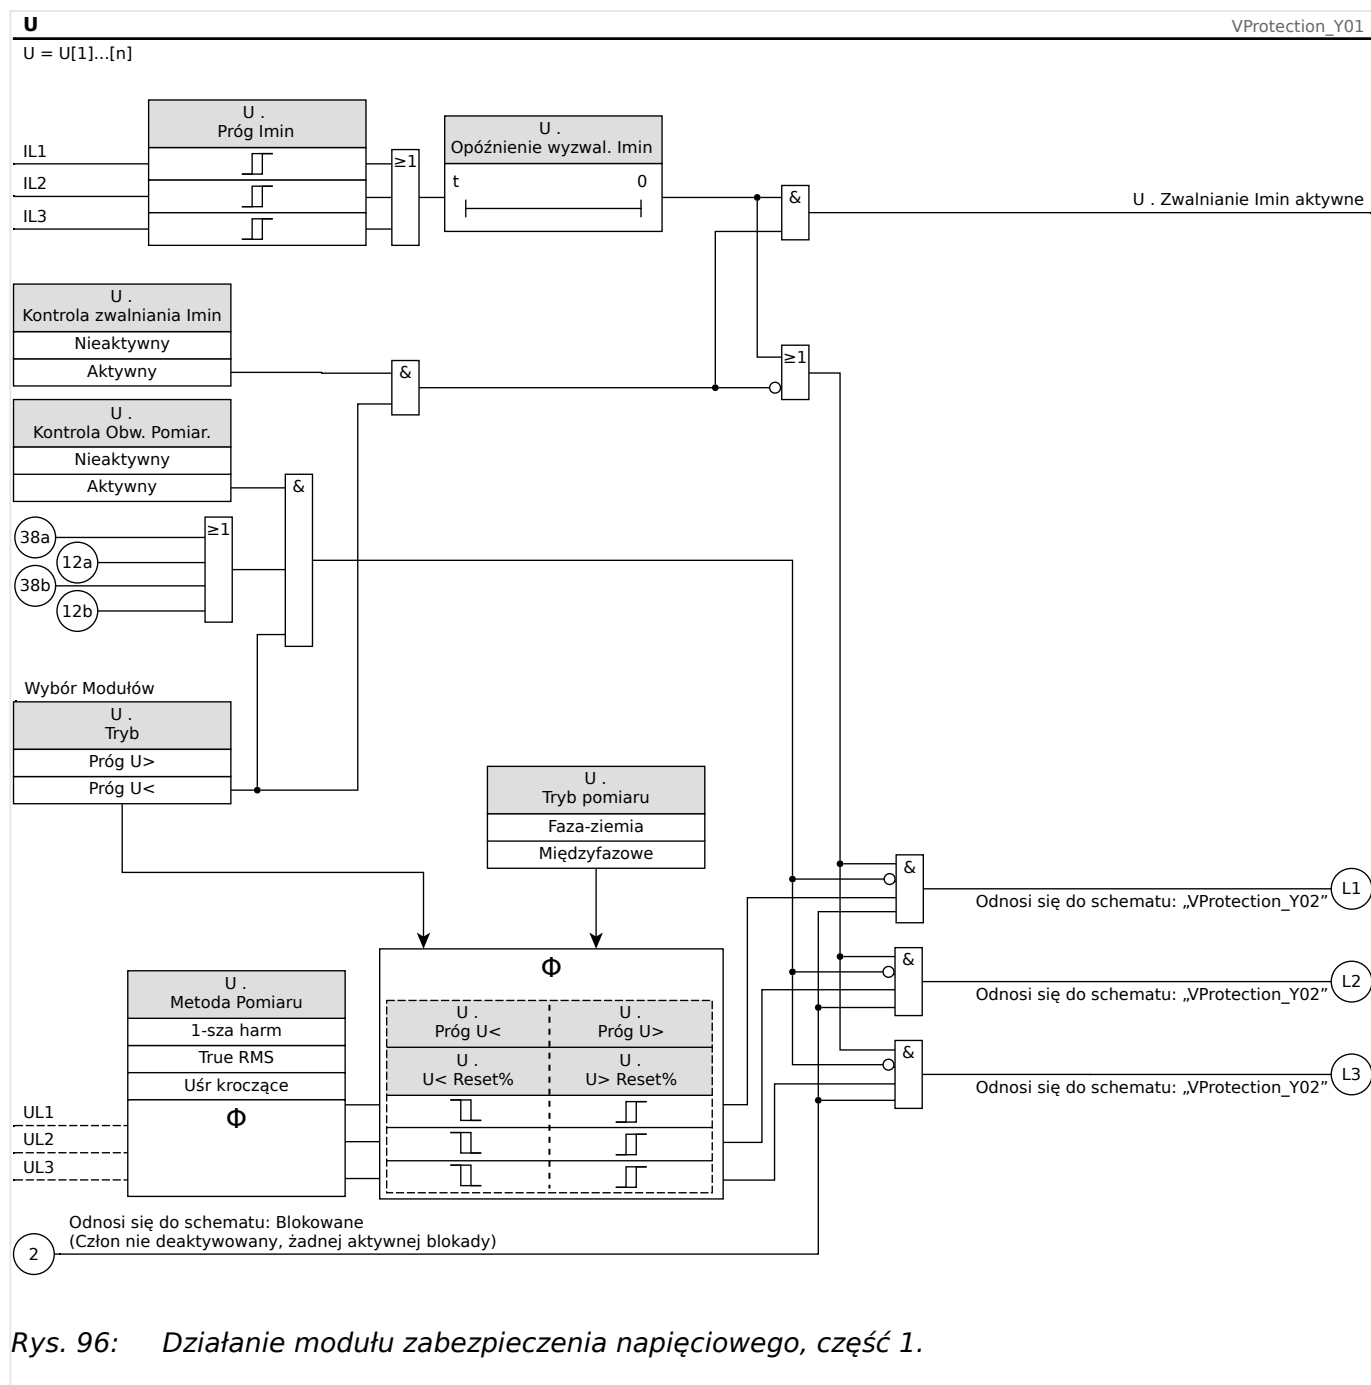 U
VProtection_Y01
U = U[1]...[n]
U .
Próg Imin
IL1
IL2
IL3
≥1
U .
Opóźnienie wyzwal. Imin
t
0
&
U . Zwalnianie Imin aktywne
U .
Kontrola zwalniania Imin
Nieaktywny
Aktywny
&
≥1
U .
Kontrola Obw. Pomiar.
Nieaktywny
Aktywny
&
38a
12a
38b
12b
≥1
Wybór Modułów
U .
Tryb
Próg U>
Próg U<
U .
Tryb pomiaru
Faza-ziemia
Międzyfazowe
&
L1
Odnosi się do schematu: „VProtection_Y02”
&
L2
Odnosi się do schematu: „VProtection_Y02”
&
L3
Odnosi się do schematu: „VProtection_Y02”
U .
Metoda Pomiaru
1-sza harm
True RMS
Uśr kroczące
Φ
UL1
UL2
UL3
Φ
U .
Próg U<
U .
Próg U>
U .
U< Reset%
U .
U> Reset%
2
Odnosi się do schematu: Blokowane
(Człon nie deaktywowany, żadnej aktywnej blokady)
Rys. 96: Działanie modułu zabezpieczenia napięciowego, część 1.